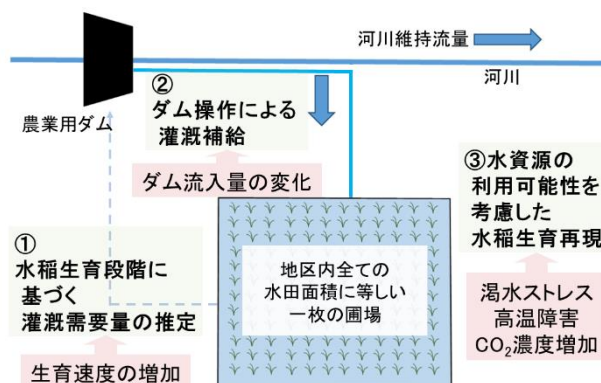 河川維持流量
河川
農業用ダム
②
ダム操作による
灌漑補給
ダム流入量の変化
③水資源の
利用可能性を
考慮した
水稲生育再現
渇水ストレス
高温障害
CO₂濃度増加
①
水稲生育段階に
基づく
灌漑需要量の推定
生育速度の増加
地区内全ての
水田面積に等しい
一枚の圃場